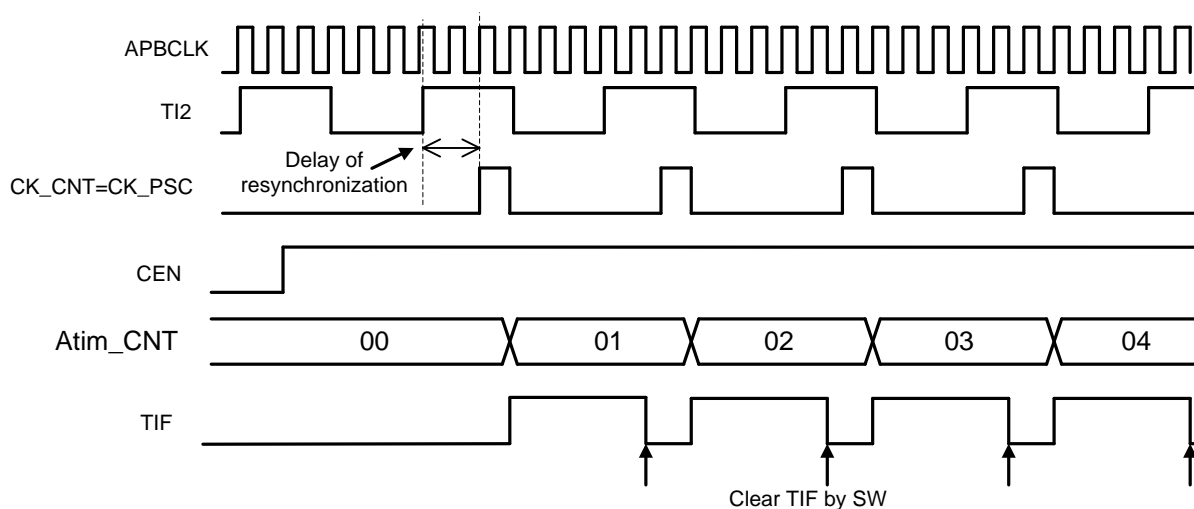 APBCLK
TI2
Delay of
resynchronization
CK_CNT=CK_PSC
CEN
Atim_CNT
00
01
02
03
04
TIF
Clear TIF by SW